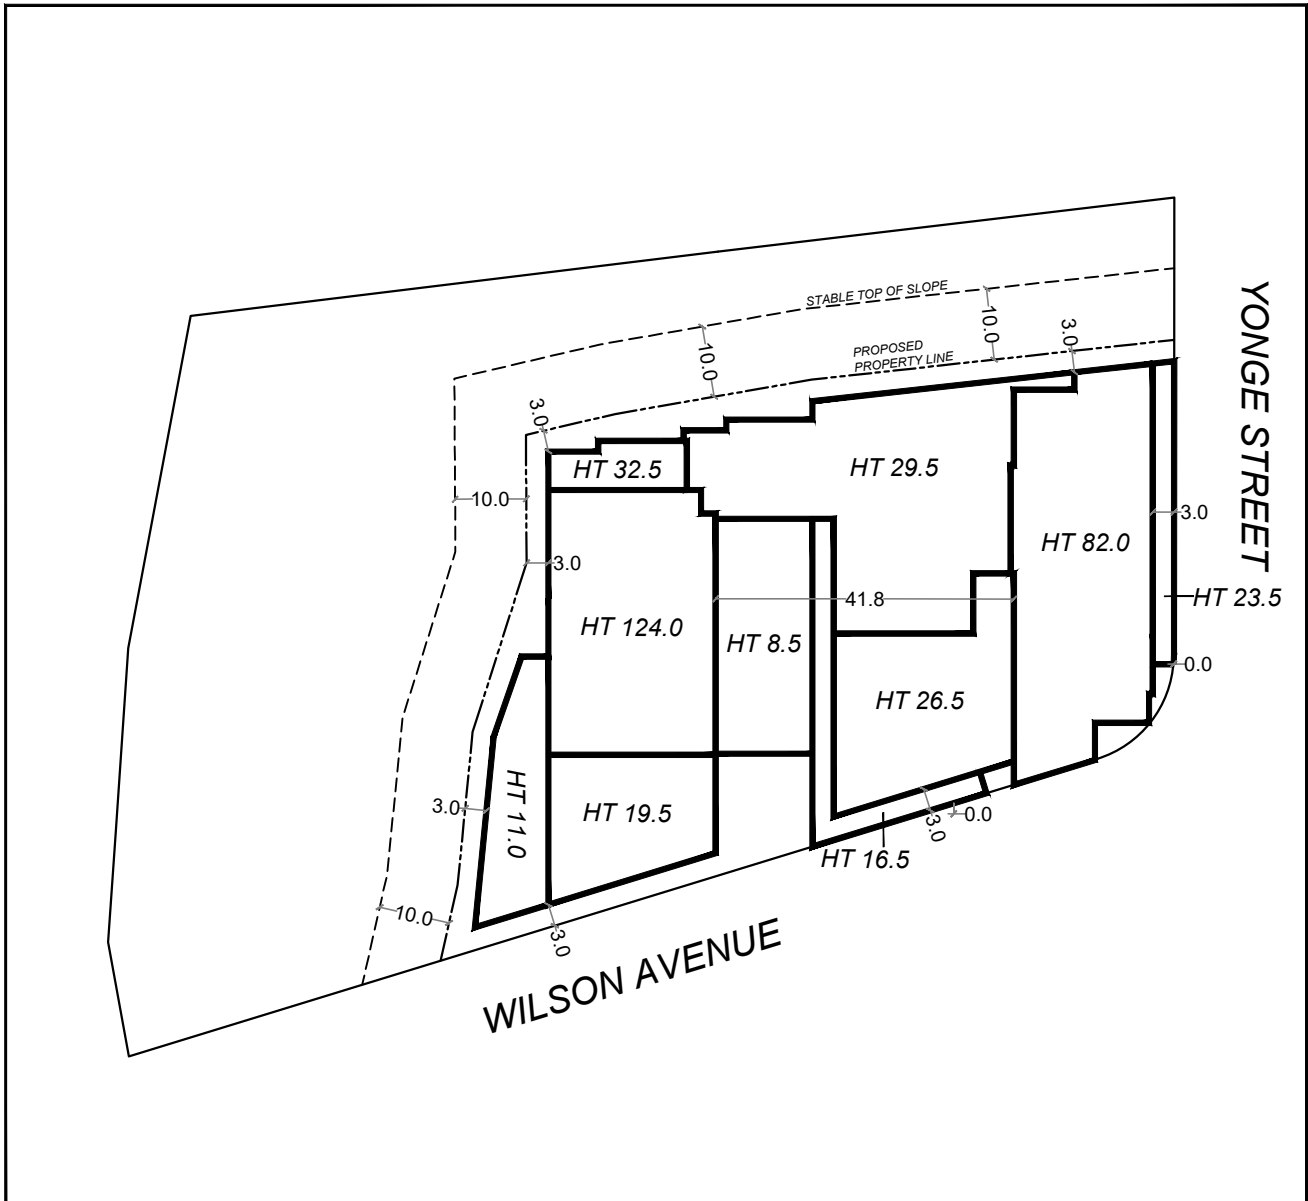 STABLE TOP OF SLOPE
10.0
3.0
YONGE STREET
PROPOSED
PROPERTY LINE
10.0
3.0
HT 32.5
HT 29.5
10.0
3.0
HT 82.0
3.0
41.8
HT 23.5
HT 124.0
HT 8.5
0.0
HT 26.5
HT 11.0
3.0
HT 19.5
3.0
0.0
HT 16.5
10.0
3.0
WILSON AVENUE